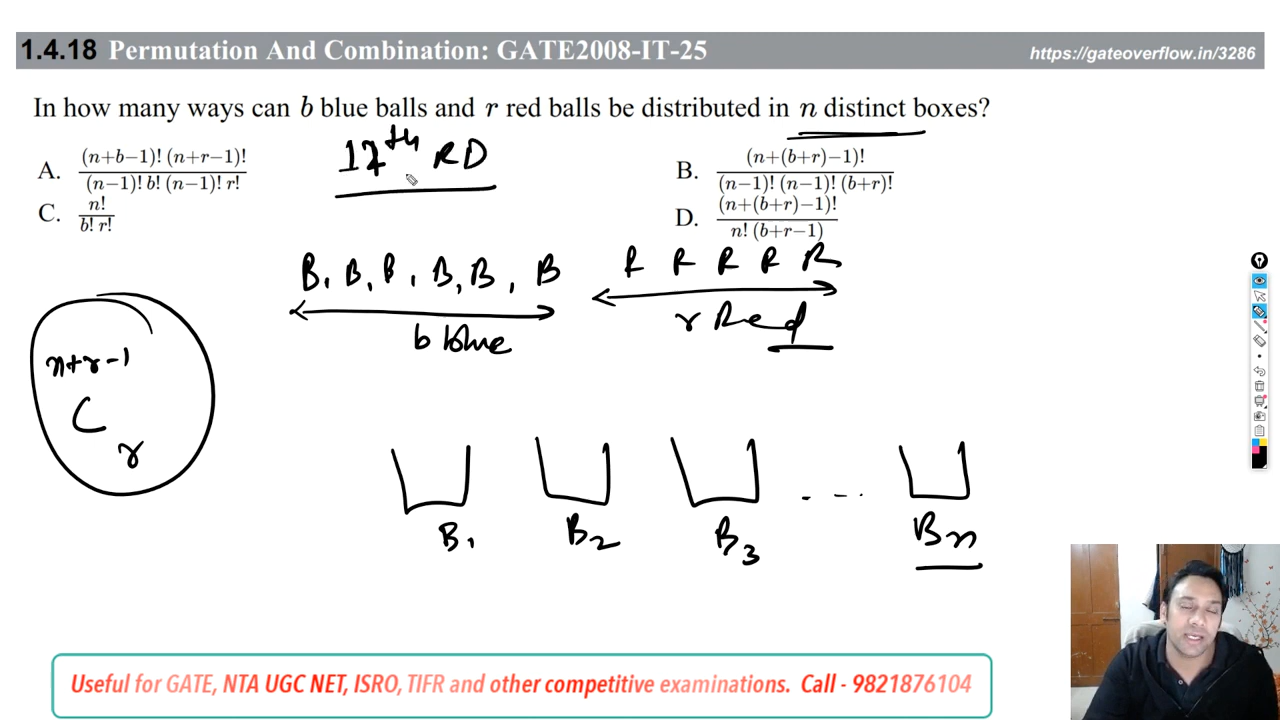 1.4.18 Permutation And Combination: GATE2008-IT-25 https://gateoverflow.in/3286
In how many ways can b blue balls and r red balls be distributed in n distinct boxes?
A. (n+b−1)! (n+r−1)! / (n−1)! b! (n−1)! r!
B. (n+(b+r)−1)! / (n−1)! (n−1)! (b+r)!
C. n! / b! r!
D. (n+(b+r)−1)! / n! (b+r−1)
17th RD
B, B, B, B, B, B R R R R R
b blue r Red
n+r-1
C
r
B1 B2 B3 ... Bn
Useful for GATE, NTA UGC NET, ISRO, TIFR and other competitive examinations. Call - 9821876104